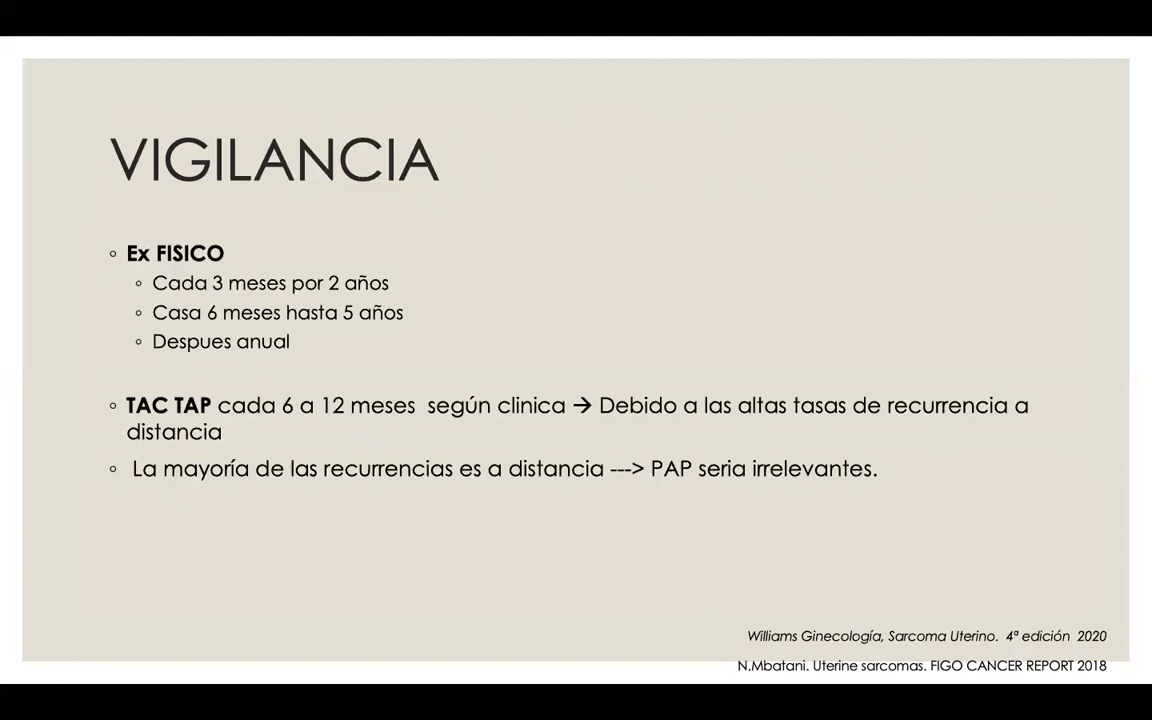 VIGILANCIA
◦ Ex FISICO
◦ Cada 3 meses por 2 años
◦ Casa 6 meses hasta 5 años
◦ Despues anual
◦ TAC TAP cada 6 a 12 meses según clinica → Debido a las altas tasas de recurrencia a
distancia
◦ La mayoría de las recurrencias es a distancia ---> PAP seria irrelevantes.
Williams Ginecología, Sarcoma Uterino. 4ª edición 2020
N.Mbatani. Uterine sarcomas. FIGO CANCER REPORT 2018